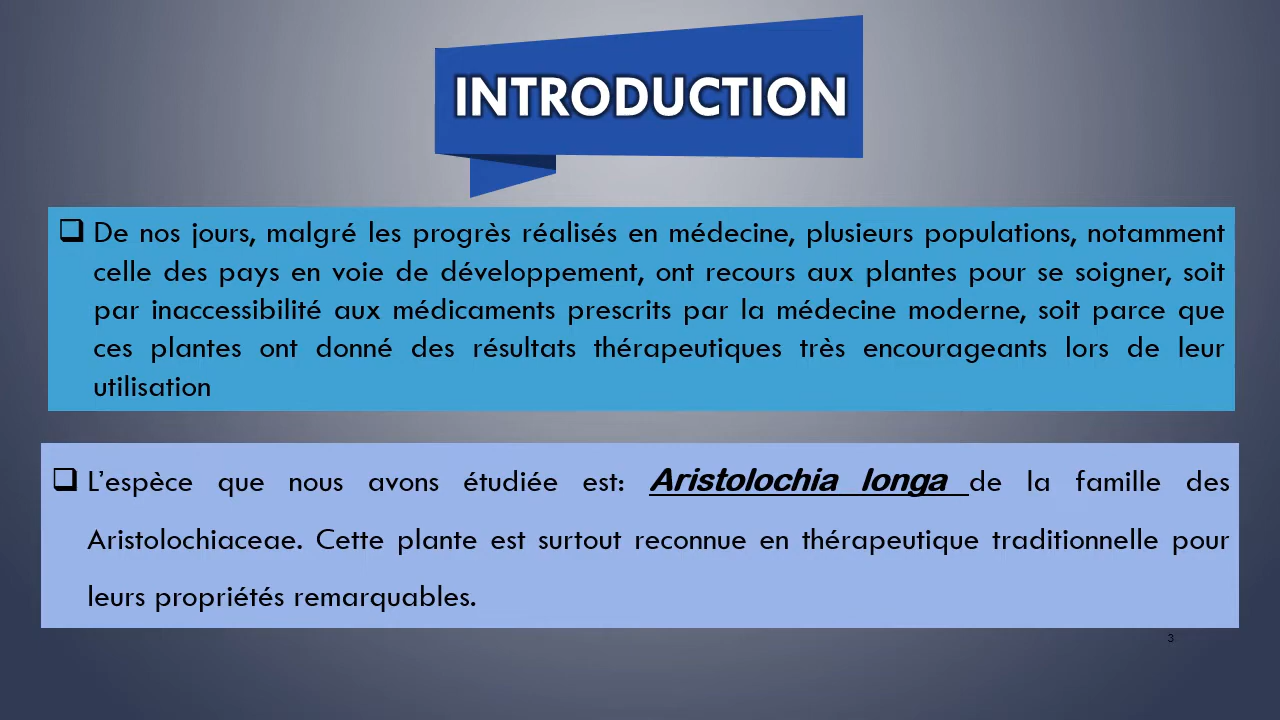 INTRODUCTION
❑ De nos jours, malgré les progrès réalisés en médecine, plusieurs populations, notamment
celle des pays en voie de développement, ont recours aux plantes pour se soigner, soit
par inaccessibilité aux médicaments prescrits par la médecine moderne, soit parce que
ces plantes ont donné des résultats thérapeutiques très encourageants lors de leur
utilisation
❑ L’espèce que nous avons étudiée est: Aristolochia longa de la famille des
Aristolochiaceae. Cette plante est surtout reconnue en thérapeutique traditionnelle pour
leurs propriétés remarquables.
3